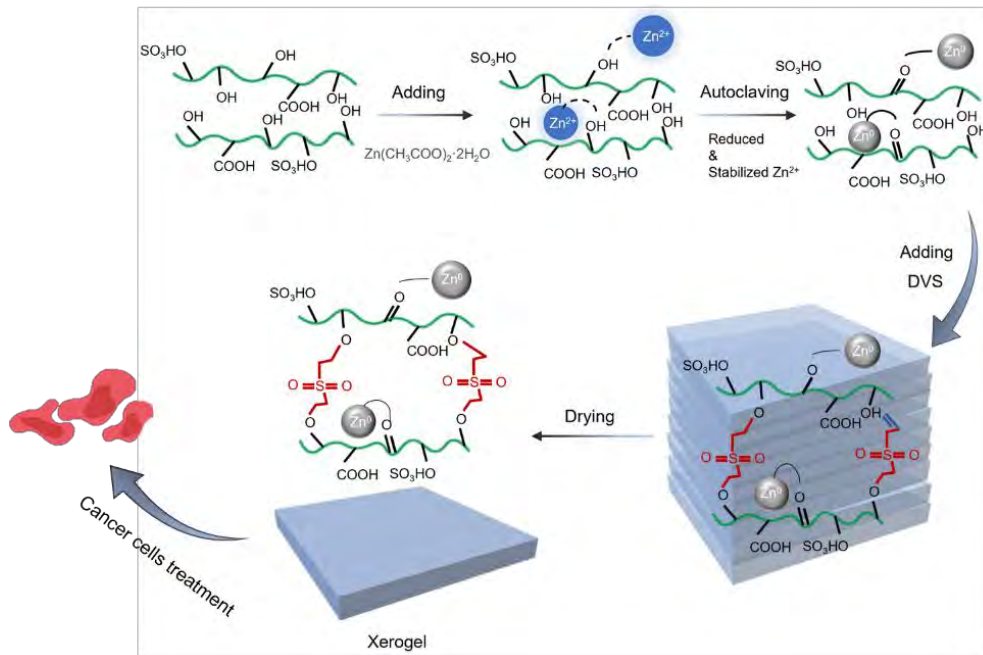 SO₃HO
OH
OH
OH
OH
COOH
OH
OH
OH
OH
COOH
SO₃HO
Adding
Zn(CH₃COO)₂·2H₂O
Zn²⁺
SO₃HO
OH
OH
OH
COOH
OH
Zn²⁺
OH
OH
COOH
SO₃HO
Autoclaving
Reduced
&
Stabilized Zn²⁺
Zn⁰
SO₃HO
O
OH
OH
COOH
OH
Zn⁰
O
COOH
SO₃HO
Adding
DVS
Zn⁰
SO₃HO
O
O
OH
COOH
O=S=O
O=S=O
Zn⁰
O
O
O
COOH
SO₃HO
Drying
Zn⁰
SO₃HO
O
O
O
COOH
O=S=O
O=S=O
Zn⁰
O
O
O
COOH
SO₃HO
Xerogel
Cancer cells treatment